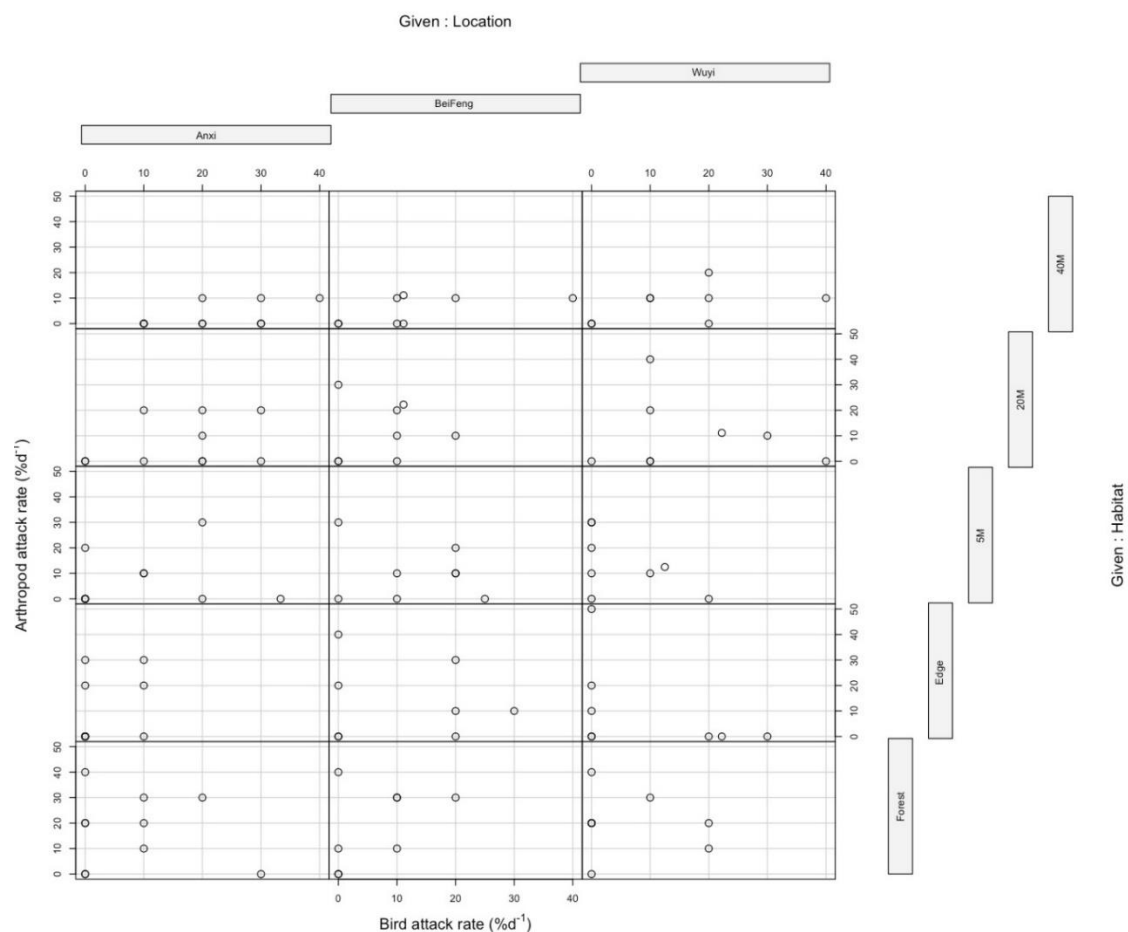 Given : Location
Wuyi
BeiFeng
Anxi
0 10 20 30 40 0 10 20 30 40
0 10 20 30 40 50
40M
0 10 20 30 40 50
20M
0 10 20 30 40 50
5M
0 10 20 30 40 50
Edge
0 10 20 30 40 50
Forest
0 10 20 30 40
Arthropod attack rate (%d⁻¹)
Bird attack rate (%d⁻¹)
Given : Habitat